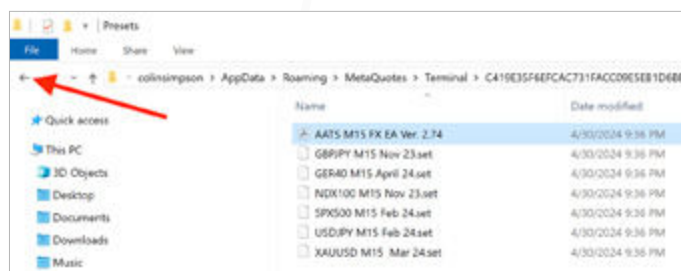 Presets
File Home Share View
colinsimpson > AppData > Roaming > MetaQuotes > Terminal >
Name Date modified
Quick access
AATS M15 FX EA Ver. 2.74 4/30/2024 9:36 PM
This PC
GBPJPY M15 Nov 23.set 4/30/2024 9:36 PM
3D Objects
GER40 M15 April 24.set 4/30/2024 9:36 PM
Desktop
NDX100 M15 Nov 23.set 4/30/2024 9:36 PM
Documents
SPX500 M15 Feb 24.set 4/30/2024 9:36 PM
Downloads
USDJPY M15 Feb 24.set 4/30/2024 9:36 PM
Music
XAUUSD M15 Mar 24.set 4/30/2024 9:36 PM